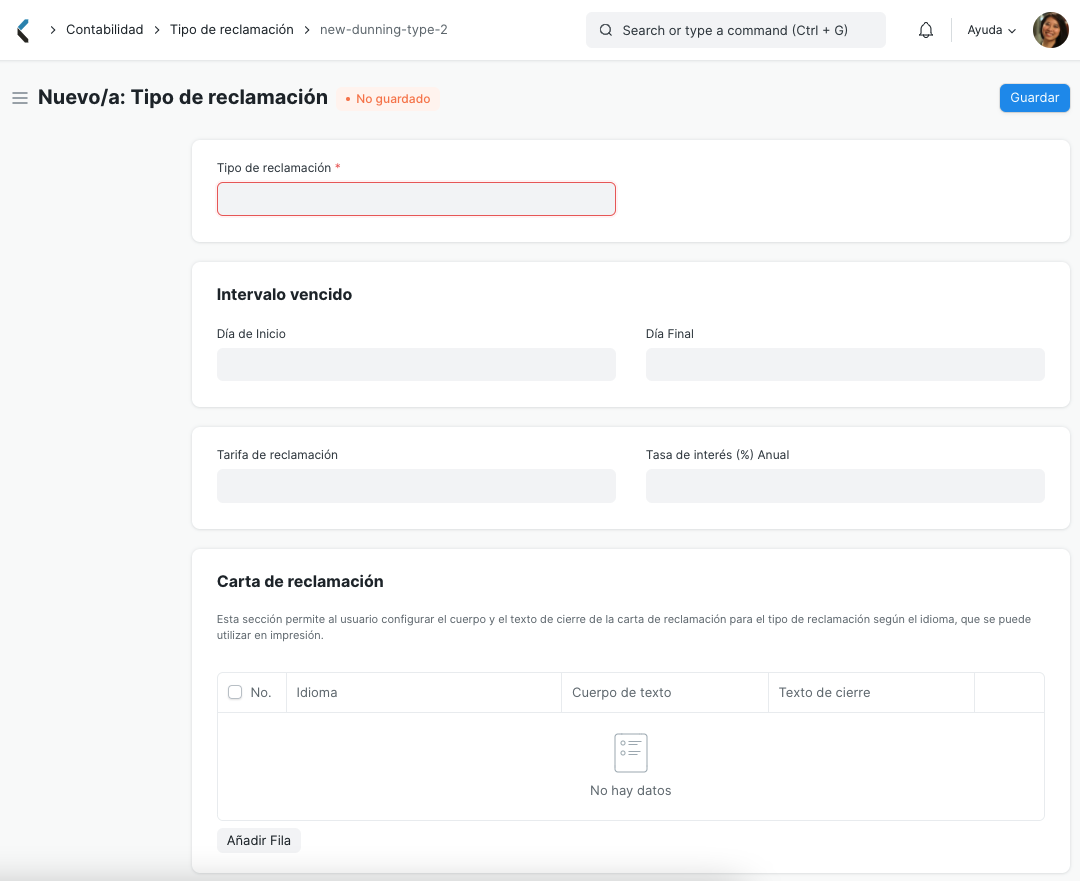 Contabilidad
Tipo de reclamación
new-dunning-type-2
Search or type a command (Ctrl + G)
Ayuda
Nuevo/a: Tipo de reclamación
No guardado
Guardar
Tipo de reclamación *
Intervalo vencido
Día de Inicio
Día Final
Tarifa de reclamación
Tasa de interés (%) Anual
Carta de reclamación
Esta sección permite al usuario configurar el cuerpo y el texto de cierre de la carta de reclamación para el tipo de reclamación según el idioma, que se puede
utilizar en impresión.
No.
Idioma
Cuerpo de texto
Texto de cierre
No hay datos
Añadir Fila